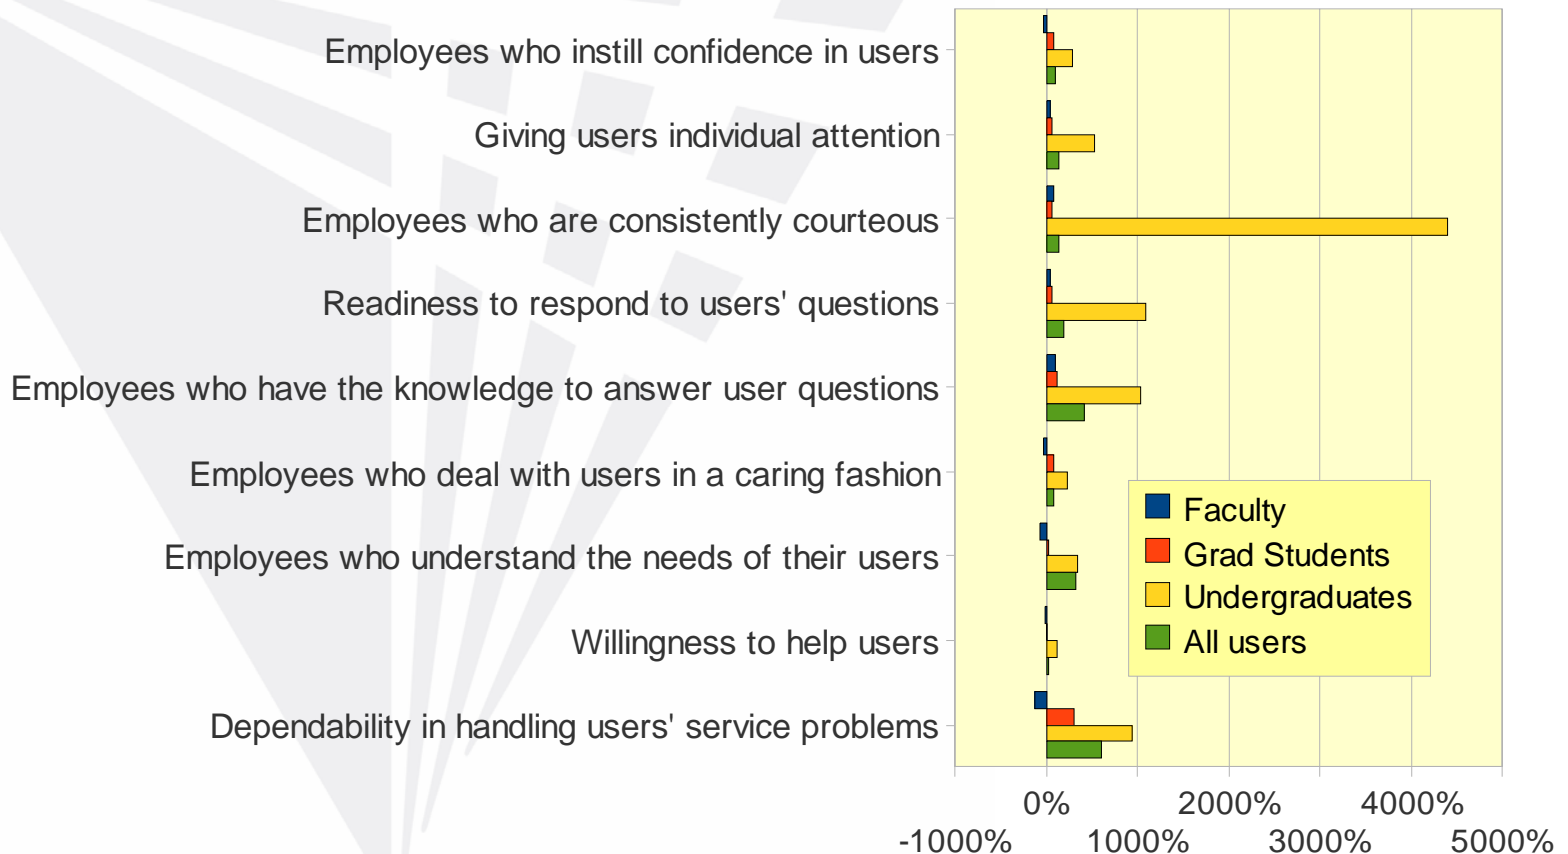 Employees who instill confidence in users
Giving users individual attention
Employees who are consistently courteous
Readiness to respond to users' questions
Employees who have the knowledge to answer user questions
Employees who deal with users in a caring fashion
Employees who understand the needs of their users
Willingness to help users
Dependability in handling users' service problems
Faculty
Grad Students
Undergraduates
All users
0% 2000% 4000%
-1000% 1000% 3000% 5000%